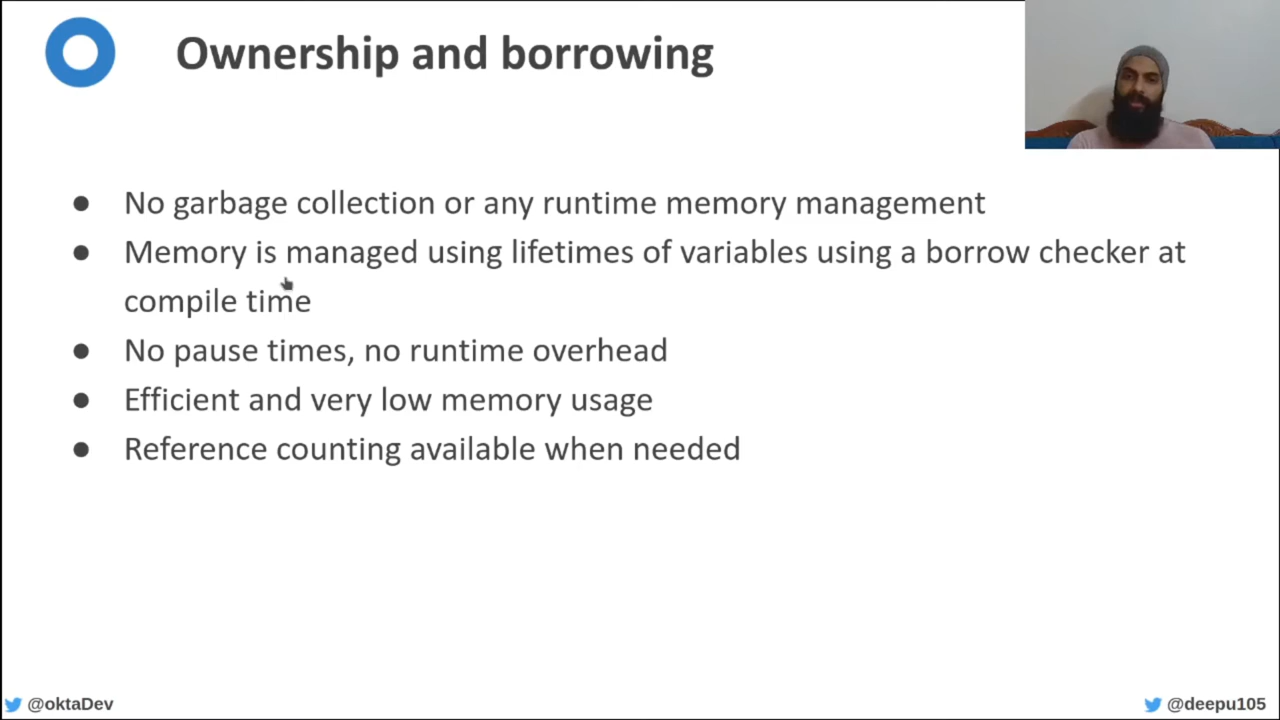 Ownership and borrowing
● No garbage collection or any runtime memory management
● Memory is managed using lifetimes of variables using a borrow checker at
compile time
● No pause times, no runtime overhead
● Efficient and very low memory usage
● Reference counting available when needed
@oktaDev
@deepu105